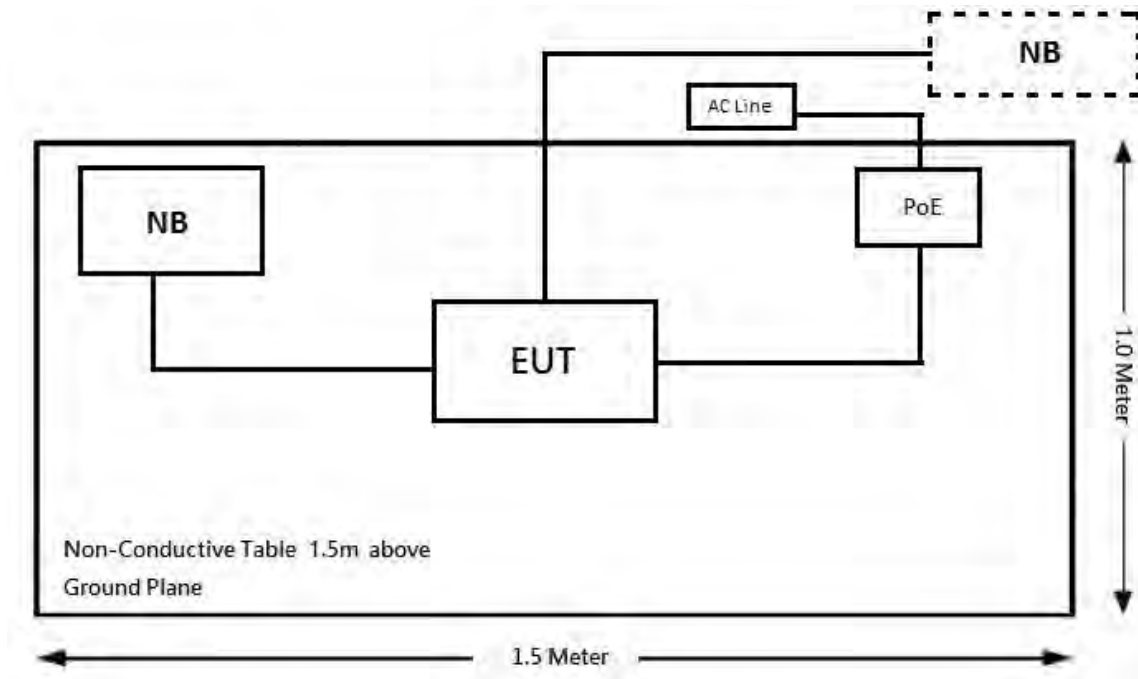 NB
AC Line
NB
PoE
EUT
1.0 Meter
Non-Conductive Table 1.5m above
Ground Plane
1.5 Meter